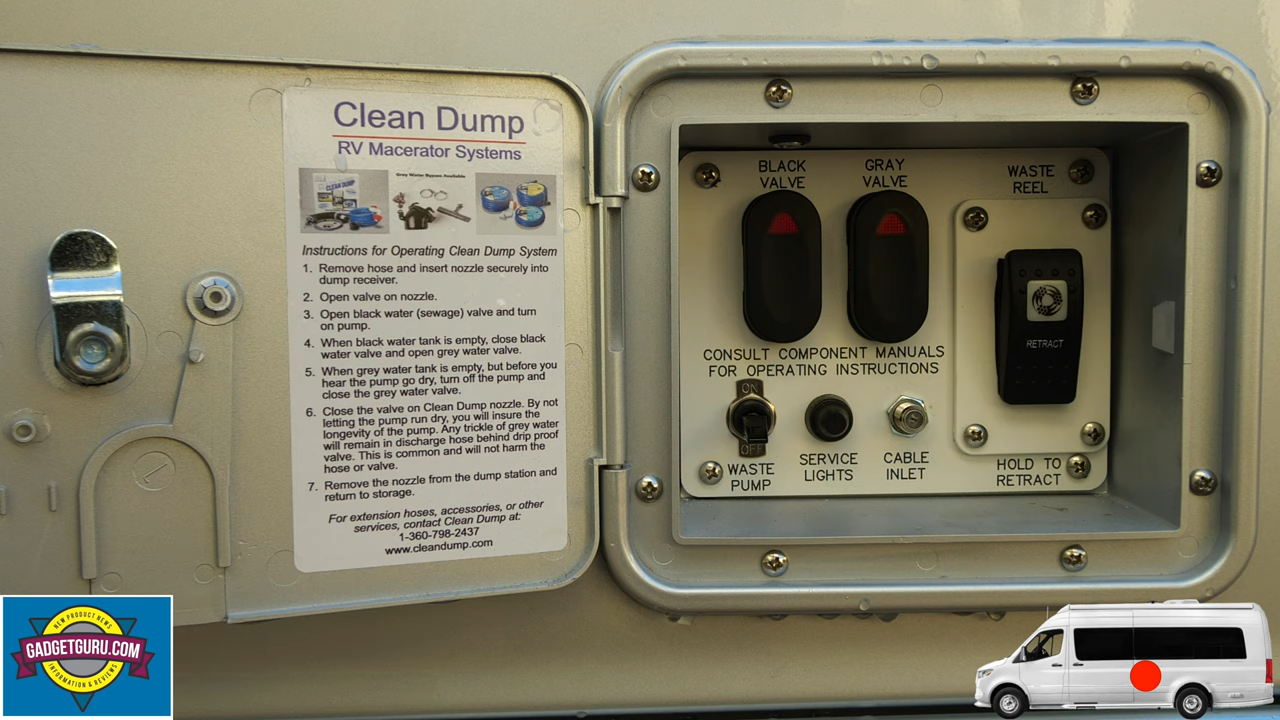 Clean Dump
RV Macerator Systems
Grey Water Bypass Available
CLEAN DUMP
Instructions for Operating Clean Dump System
1. Remove hose and insert nozzle securely into
dump receiver.
2. Open valve on nozzle.
3. Open black water (sewage) valve and turn
on pump.
4. When black water tank is empty, close black
water valve and open grey water valve.
5. When grey water tank is empty, but before you
hear the pump go dry, turn off the pump and
close the grey water valve.
6. Close the valve on Clean Dump nozzle. By not
letting the pump run dry, you will insure the
longevity of the pump. Any trickle of grey water
will remain in discharge hose behind drip proof
valve. This is common and will not harm the
hose or valve.
7. Remove the nozzle from the dump station and
return to storage.
For extension hoses, accessories, or other
services, contact Clean Dump at:
1-360-798-2437
www.cleandump.com
1
BLACK
VALVE
GRAY
VALVE
WASTE
REEL
RETRACT
CONSULT COMPONENT MANUALS
FOR OPERATING INSTRUCTIONS
ON
OFF
WASTE
PUMP
SERVICE
LIGHTS
CABLE
INLET
HOLD TO
RETRACT
NEW PRODUCT NEWS
GADGETGURU.COM
INFORMATION & REVIEWS